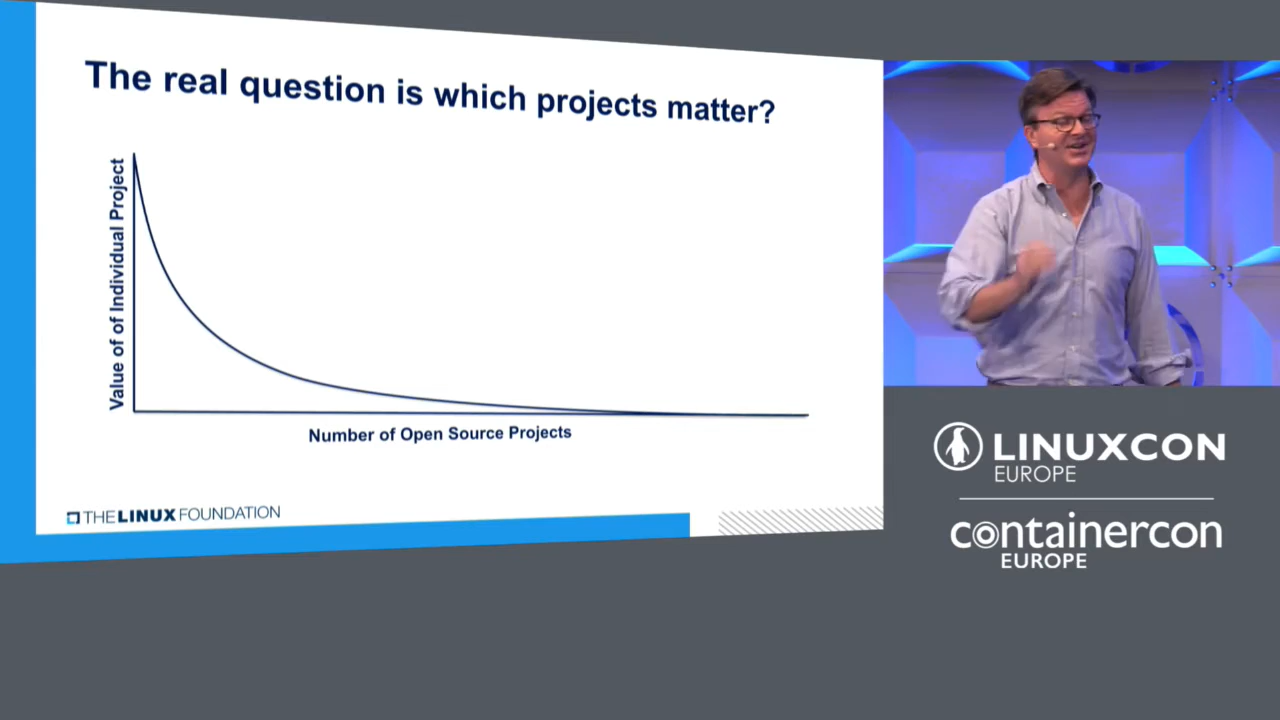 The real question is which projects matter?
Value of of Individual Project
Number of Open Source Projects
THE LINUX FOUNDATION
LINUXCON
EUROPE
containercon
EUROPE